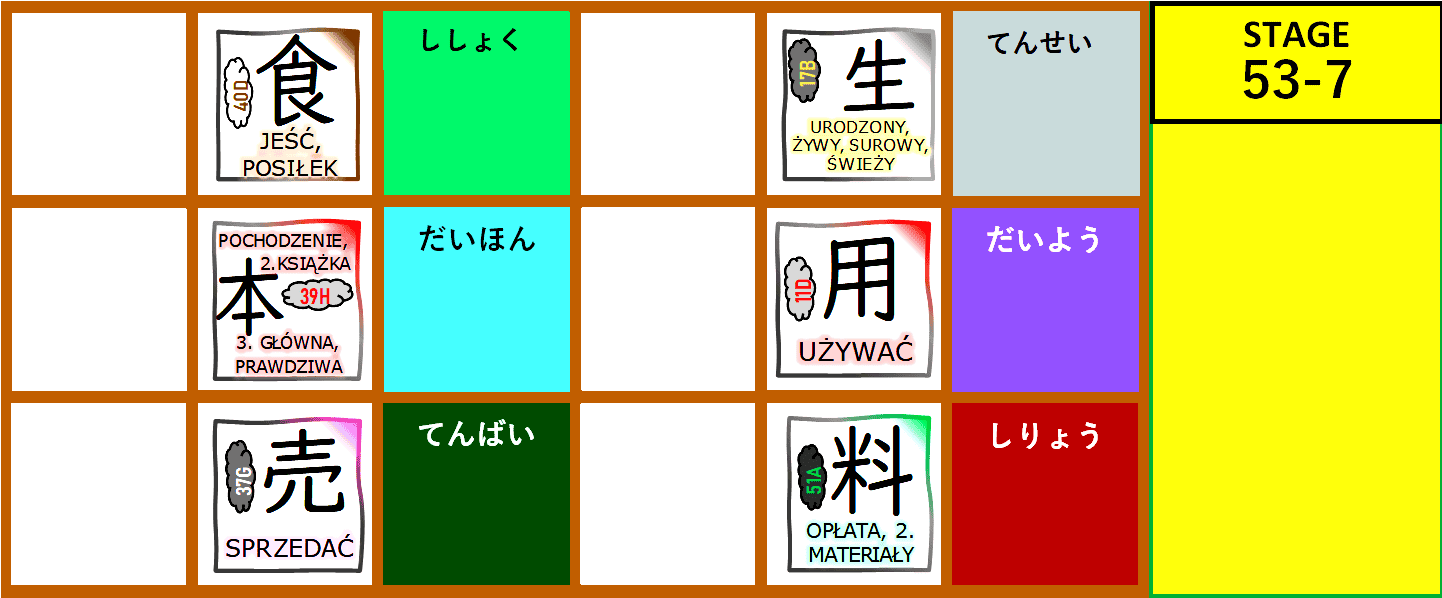 40D
食
JEŚĆ,
POSIŁEK
ししょく
17B
生
URODZONY,
ŻYWY, SUROWY,
ŚWIEŻY
てんせい
STAGE
53-7
POCHODZENIE,
2.KSIĄŻKA
本
39H
3. GŁÓWNA,
PRAWDZIWA
だいほん
11D
用
UŻYWAĆ
だいよう
37G
売
SPRZEDAĆ
てんばい
51A
料
OPŁATA, 2.
MATERIAŁY
しりょう